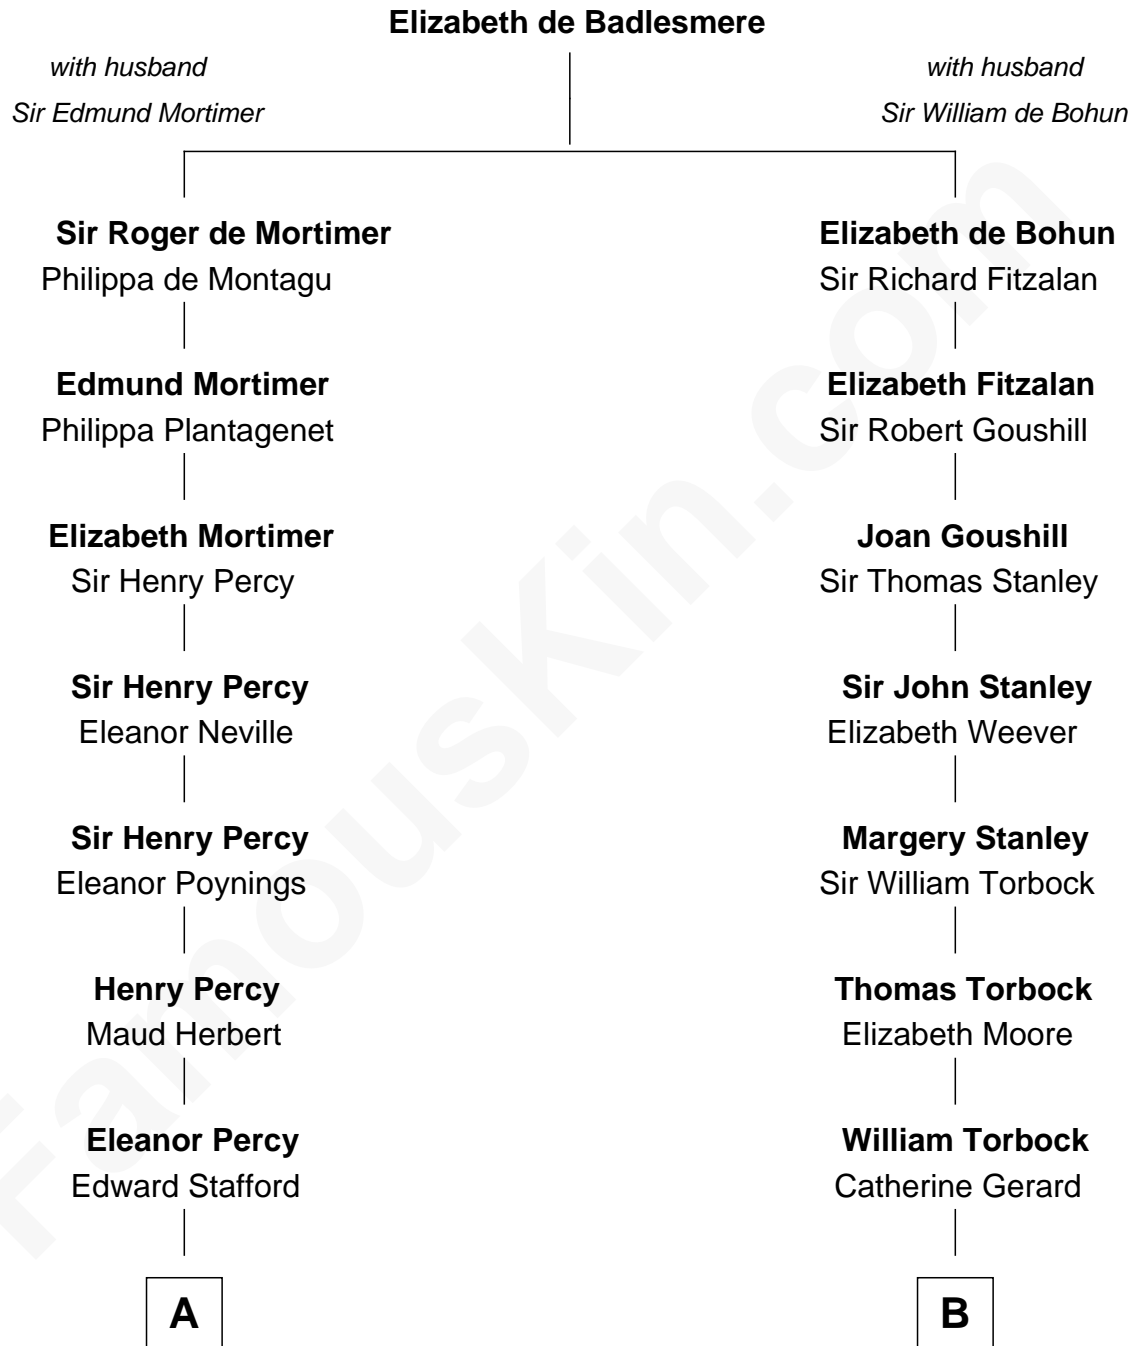 Elizabeth de Badlesmere
with husband
Sir Edmund Mortimer
with husband
Sir William de Bohun
Sir Roger de Mortimer
Philippa de Montagu
Elizabeth de Bohun
Sir Richard Fitzalan
Edmund Mortimer
Philippa Plantagenet
Elizabeth Fitzalan
Sir Robert Goushill
Elizabeth Mortimer
Sir Henry Percy
Joan Goushill
Sir Thomas Stanley
Sir Henry Percy
Eleanor Neville
Sir John Stanley
Elizabeth Weever
Sir Henry Percy
Eleanor Poynings
Margery Stanley
Sir William Torbock
Henry Percy
Maud Herbert
Thomas Torbock
Elizabeth Moore
Eleanor Percy
Edward Stafford
William Torbock
Catherine Gerard
A
B
FamousKin.com